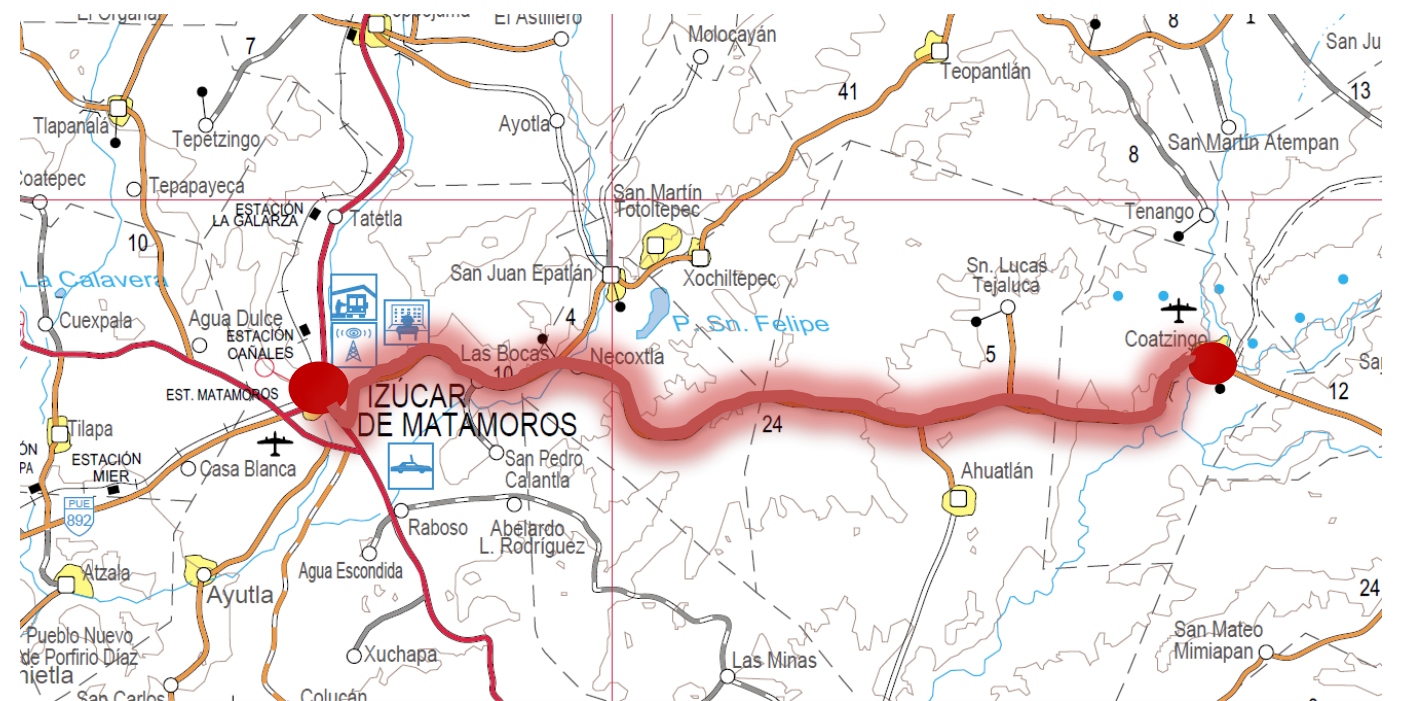 El Astillero
Molocayán
8
1
San Ju
7
Teopantlán
41
13
Tlapanalá
Tepetzingo
Ayotla
San Martín Atempan
8
Coatepec
Tepapayeca
San Martín
Totoltepec
ESTACIÓN
LA GALARZA
Tatetla
Tenango
10
San Juan Epatlán
Xochiltepec
Sn. Lucas
Tejaluca
La Calavera
Cuexpala
Agua Dulce
ESTACIÓN
CAÑALES
4
P. Sn. Felipe
Coatzingo
Las Bocas
10
Necoxtla
5
EST. MATAMOROS
IZÚCAR
DE MATAMOROS
24
12
Tilapa
ESTACIÓN
MIER
Casa Blanca
San Pedro
Calantla
Ahuatlán
PUE
892
Raboso
Abelardo
L. Rodríguez
Atzala
Agua Escondida
Ayutla
24
Pueblo Nuevo
de Porfirio Díaz
Xuchapa
Las Minas
San Mateo
Mimiapan
San Carlos
Colucán